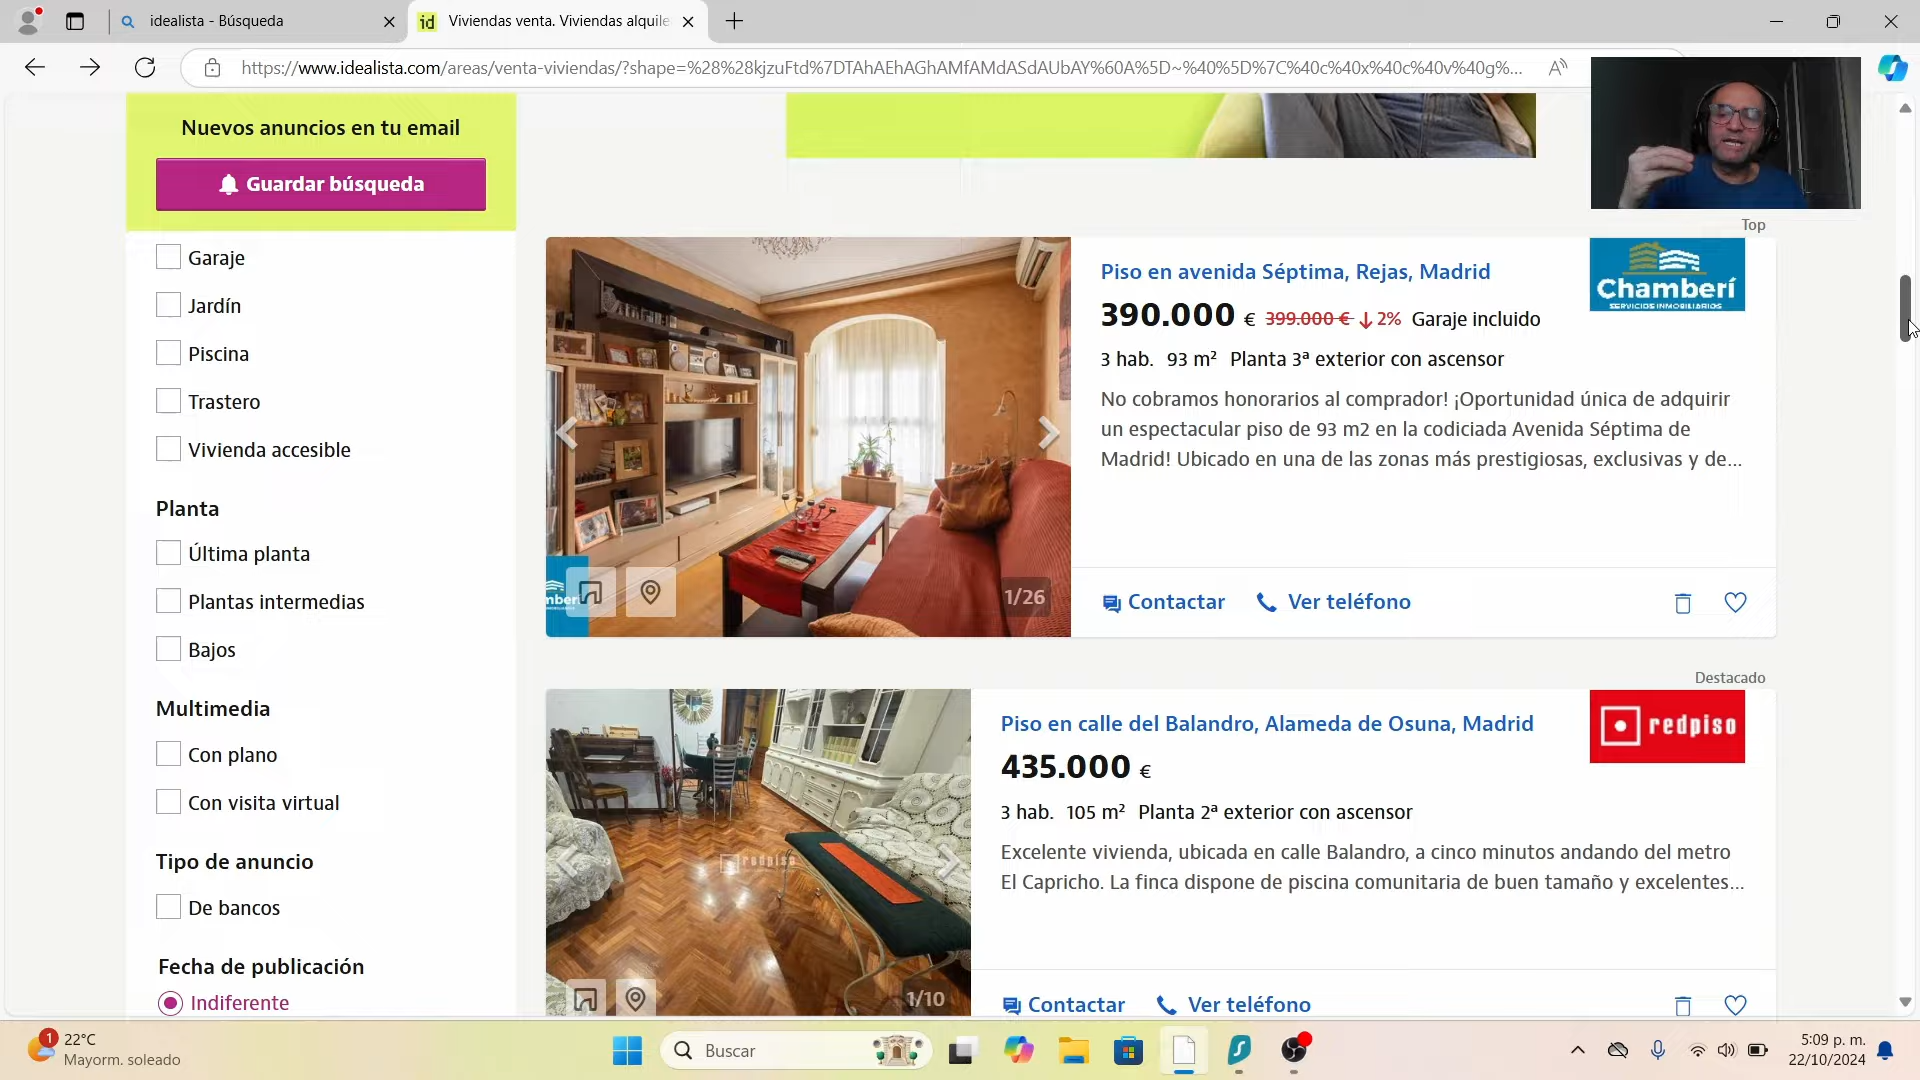 idealista - Búsqueda
Viviendas venta. Viviendas alquile
https://www.idealista.com/areas/venta-viviendas/?shape=%28%28kjzuFtd%7DTAhAEhAGhAMfAMdASdAUbAY%60A%5D~%40%5D%7C%40c%40x%40c%40v%40g%...
Nuevos anuncios en tu email
Guardar búsqueda
Garaje
Jardín
Piscina
Trastero
Vivienda accesible
Planta
Última planta
Plantas intermedias
Bajos
Multimedia
Con plano
Con visita virtual
Tipo de anuncio
De bancos
Fecha de publicación
Indiferente
Top
Piso en avenida Séptima, Rejas, Madrid
Chamberí
SERVICIOS INMOBILIARIOS
390.000 € 399.000 € 2% Garaje incluido
3 hab. 93 m² Planta 3ª exterior con ascensor
No cobramos honorarios al comprador! ¡Oportunidad única de adquirir
un espectacular piso de 93 m2 en la codiciada Avenida Séptima de
Madrid! Ubicado en una de las zonas más prestigiosas, exclusivas y de...
1/26
Contactar Ver teléfono
Destacado
Piso en calle del Balandro, Alameda de Osuna, Madrid
redpiso
435.000 €
3 hab. 105 m² Planta 2ª exterior con ascensor
Excelente vivienda, ubicada en calle Balandro, a cinco minutos andando del metro
El Capricho. La finca dispone de piscina comunitaria de buen tamaño y excelentes...
redpiso
1/10
Contactar Ver teléfono
1
22°C
Mayorm. soleado
Buscar
5:09 p. m.
22/10/2024